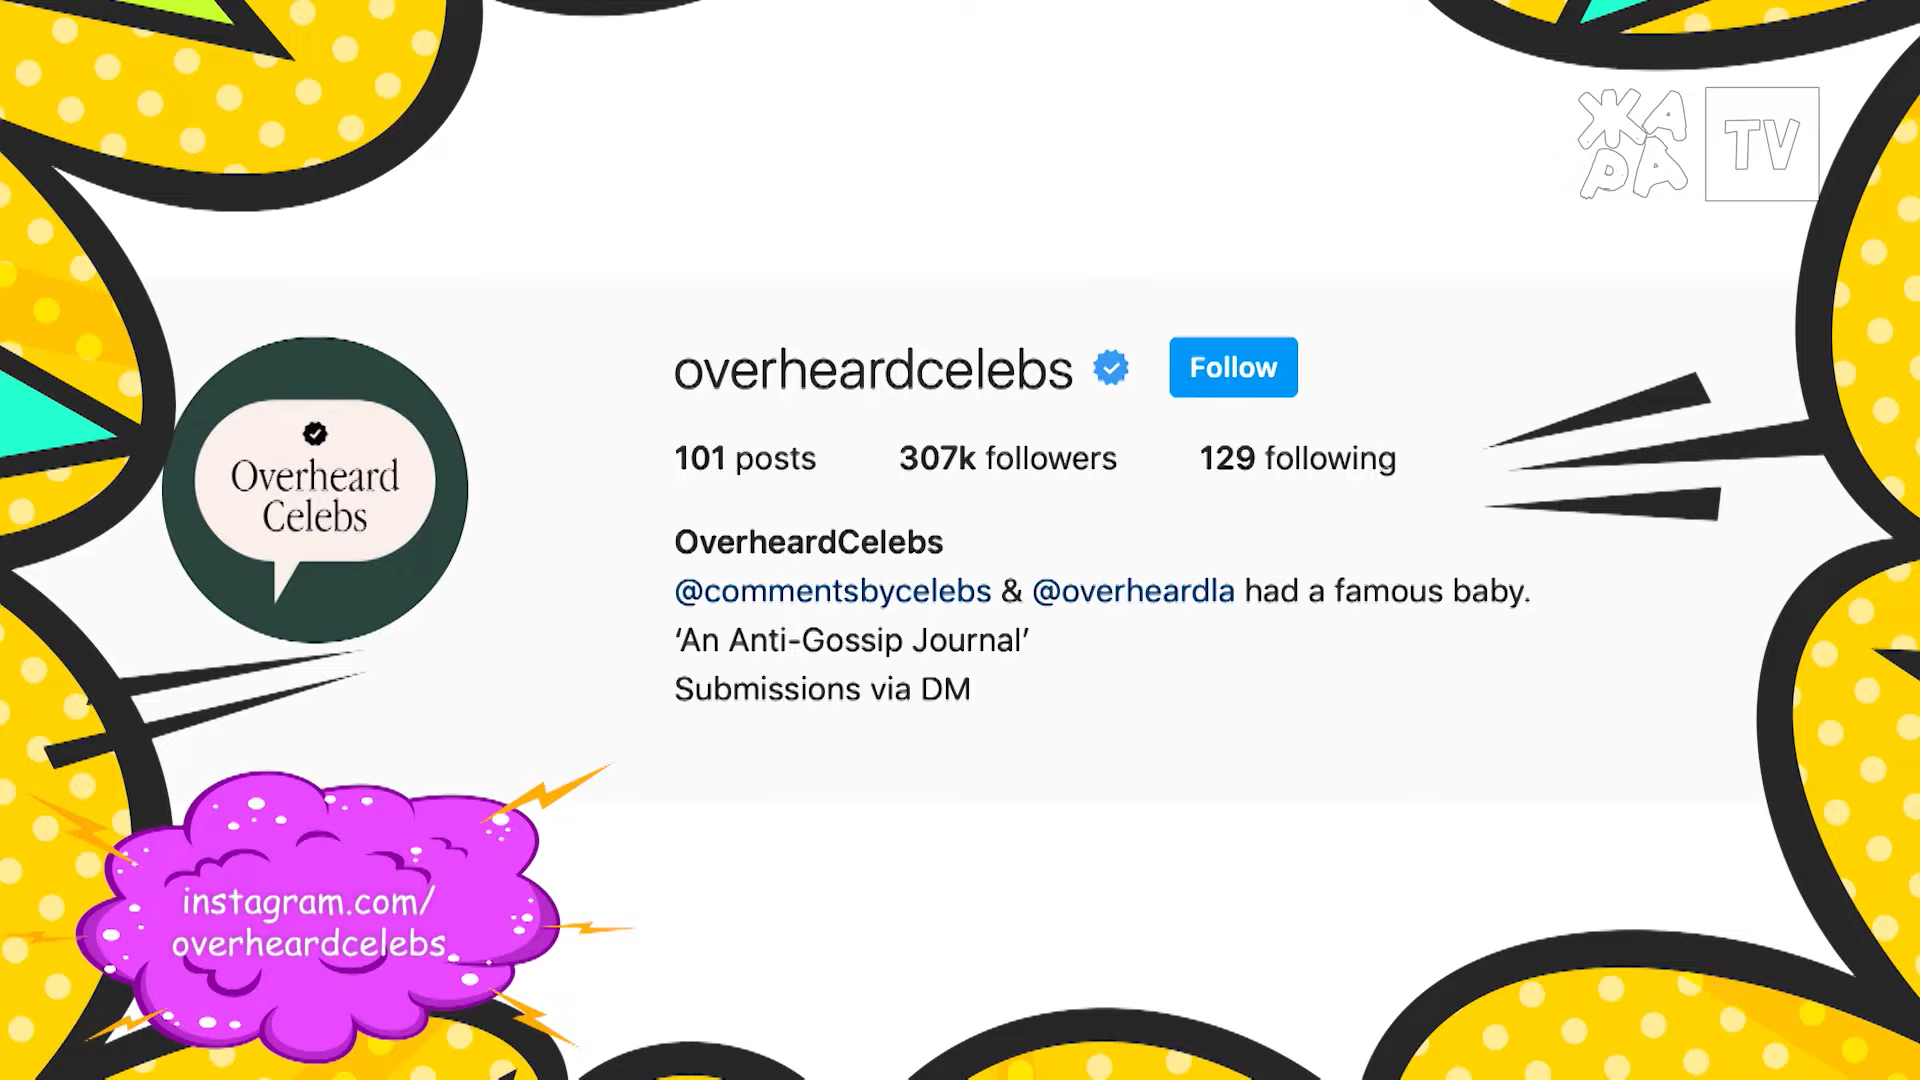 ЖАРА TV
overheardcelebs Follow
101 posts 307k followers 129 following
OverheardCelebs
@commentsbycelebs & @overheardla had a famous baby.
‘An Anti-Gossip Journal’
Submissions via DM
Overheard
Celebs
instagram.com/
overheardcelebs